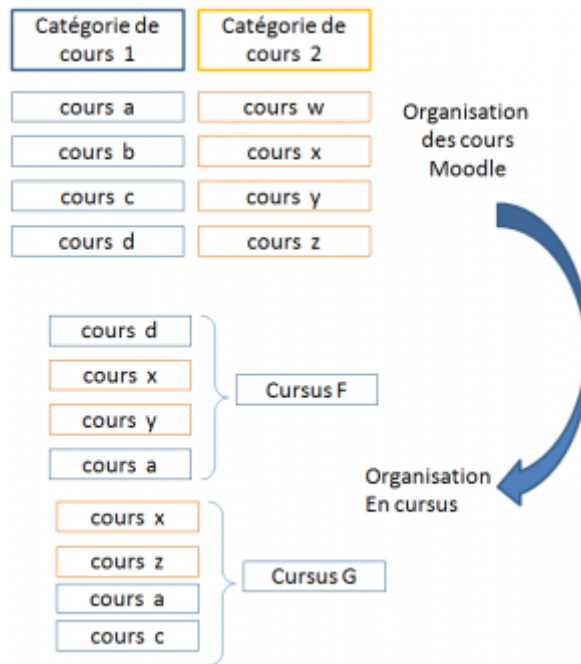 Catégorie de
cours 1
Catégorie de
cours 2
cours a
cours w
cours b
cours x
cours c
cours y
cours d
cours z
Organisation
des cours
Moodle
cours d
cours x
cours y
cours a
Cursus F
Organisation
En cursus
cours x
cours z
cours a
cours c
Cursus G